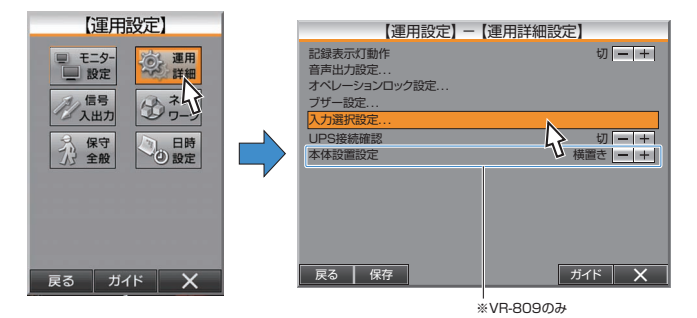 【運用設定】
モニター
設定
運用
詳細
信号
入出力
ネ
ワーク
保守
全般
日時
設定
戻る ガイド ×
【運用設定】－【運用詳細設定】
記録表示灯動作 切 － ＋
音声出力設定…
オペレーションロック設定…
ブザー設定…
入力選択設定…
UPS接続確認 切 － ＋
本体設置設定 横置き － ＋
戻る 保存 ガイド ×
※VR-809のみ